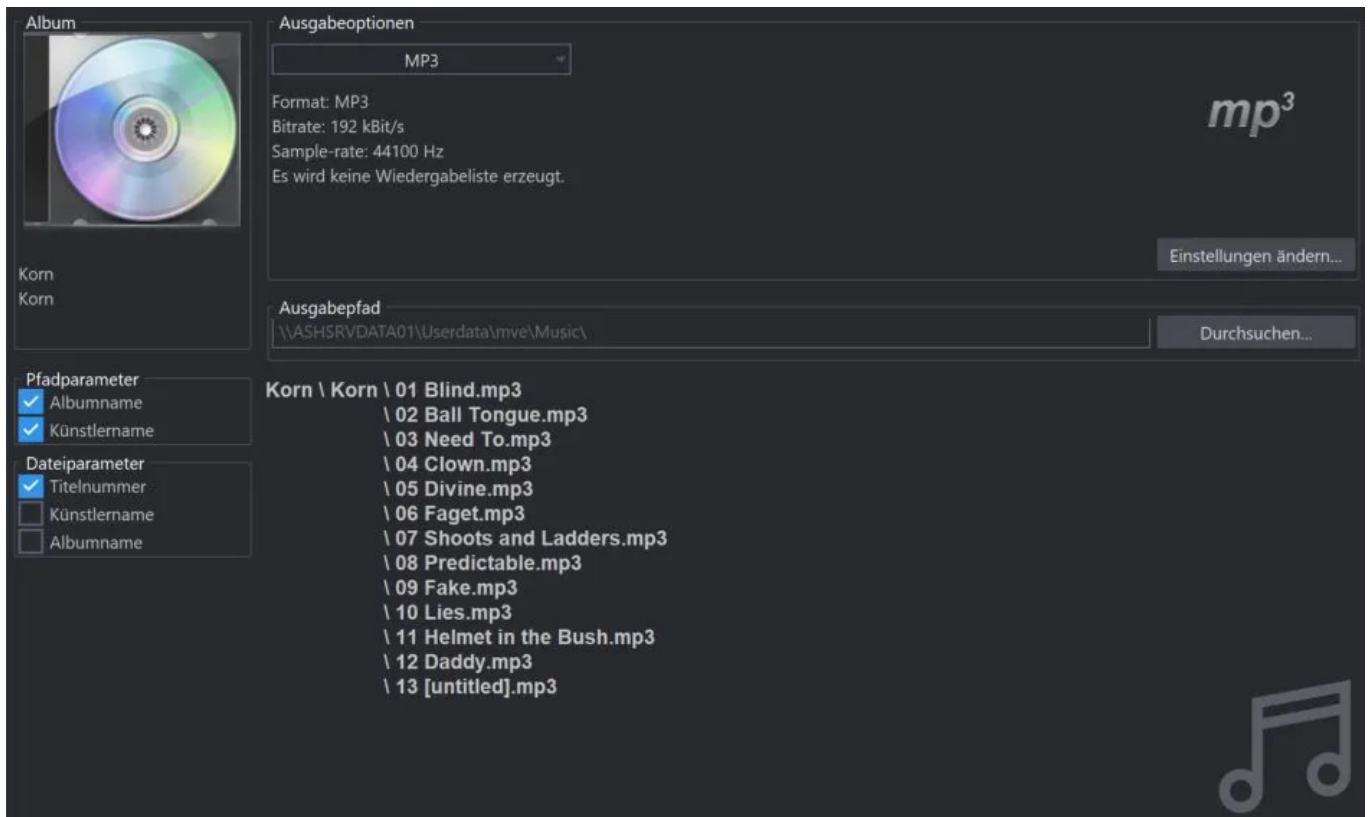 Album
Korn
Korn
Ausgabeoptionen
MP3
Format: MP3
Bitrate: 192 kBit/s
Sample-rate: 44100 Hz
Es wird keine Wiedergabeliste erzeugt.
mp3
Einstellungen ändern...
Ausgabepfad
\\ASHSRVDATA01\Userdata\mve\Music\
Durchsuchen...
Pfadparameter
Albumname
Künstlername
Dateiparameter
Titelnummer
Künstlername
Albumname
Korn \ Korn \ 01 Blind.mp3
\ 02 Ball Tongue.mp3
\ 03 Need To.mp3
\ 04 Clown.mp3
\ 05 Divine.mp3
\ 06 Faget.mp3
\ 07 Shoots and Ladders.mp3
\ 08 Predictable.mp3
\ 09 Fake.mp3
\ 10 Lies.mp3
\ 11 Helmet in the Bush.mp3
\ 12 Daddy.mp3
\ 13 [untitled].mp3